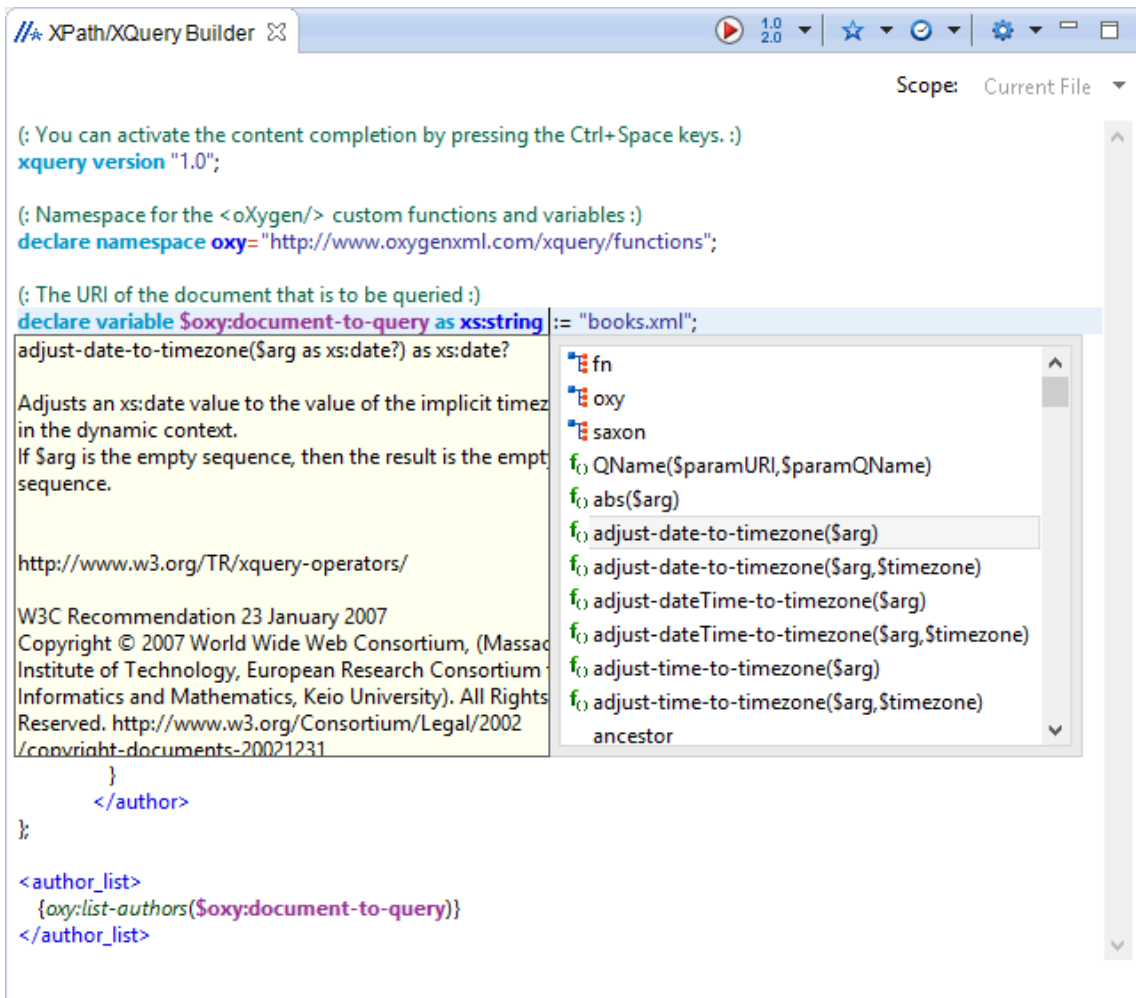 XPath/XQuery Builder
1.0
2.0
Scope: Current File
(: You can activate the content completion by pressing the Ctrl+Space keys. :)
xquery version "1.0";
(: Namespace for the <oXygen/> custom functions and variables :)
declare namespace oxy="http://www.oxygenxml.com/xquery/functions";
(: The URI of the document that is to be queried :)
declare variable $oxy:document-to-query as xs:string := "books.xml";
adjust-date-to-timezone($arg as xs:date?) as xs:date?
Adjusts an xs:date value to the value of the implicit timez
in the dynamic context.
If $arg is the empty sequence, then the result is the empt
sequence.
http://www.w3.org/TR/xquery-operators/
W3C Recommendation 23 January 2007
Copyright © 2007 World Wide Web Consortium, (Massac
Institute of Technology, European Research Consortium
Informatics and Mathematics, Keio University). All Rights
Reserved. http://www.w3.org/Consortium/Legal/2002
/copyright-documents-20021231
fn
oxy
saxon
QName($paramURI,$paramQName)
abs($arg)
adjust-date-to-timezone($arg)
adjust-date-to-timezone($arg,$timezone)
adjust-dateTime-to-timezone($arg)
adjust-dateTime-to-timezone($arg,$timezone)
adjust-time-to-timezone($arg)
adjust-time-to-timezone($arg,$timezone)
ancestor
}
</author>
};
<author_list>
{oxy:list-authors($oxy:document-to-query)}
</author_list>